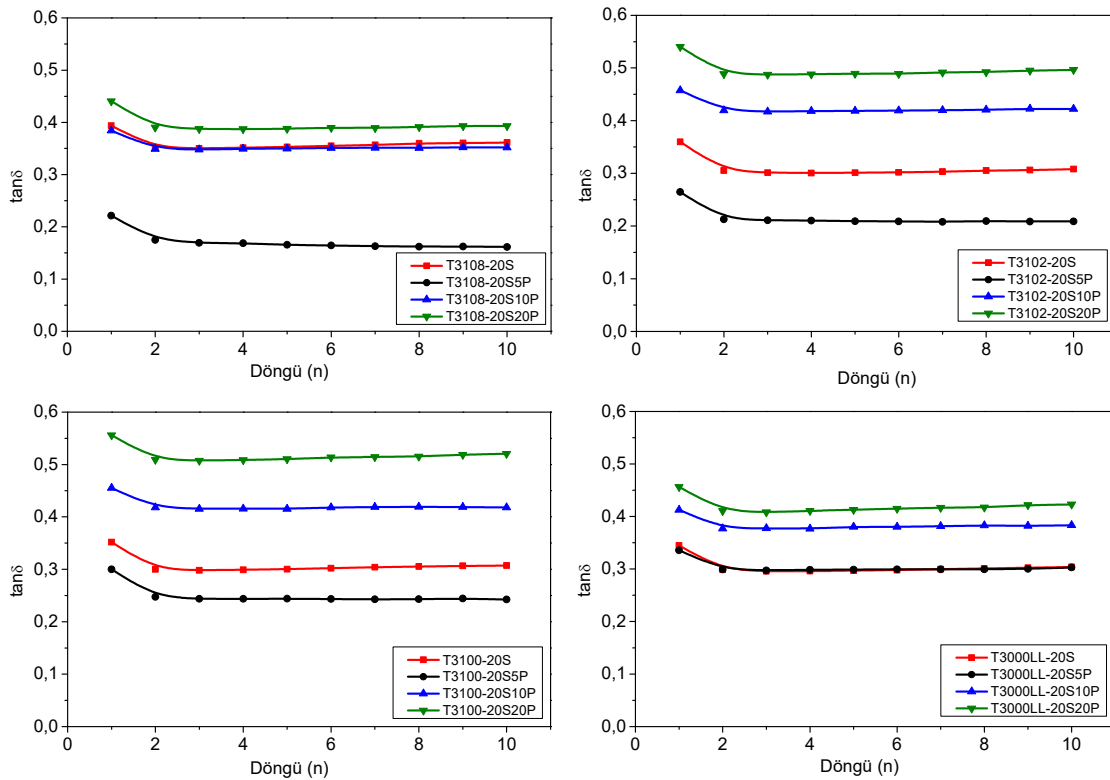 0,6
0,5
0,4
0,3
0,2
0,1
0,0
tanδ
0 2 4 6 8 10
Döngü (n)
T3108-20S
T3108-20S5P
T3108-20S10P
T3108-20S20P
0,6
0,5
0,4
0,3
0,2
0,1
0,0
tanδ
0 2 4 6 8 10
Döngü (n)
T3102-20S
T3102-20S5P
T3102-20S10P
T3102-20S20P
0,6
0,5
0,4
0,3
0,2
0,1
0,0
tanδ
0 2 4 6 8 10
Döngü (n)
T3100-20S
T3100-20S5P
T3100-20S10P
T3100-20S20P
0,6
0,5
0,4
0,3
0,2
0,1
0,0
tanδ
0 2 4 6 8 10
Döngü (n)
T3000LL-20S
T3000LL-20S5P
T3000LL-20S10P
T3000LL-20S20P